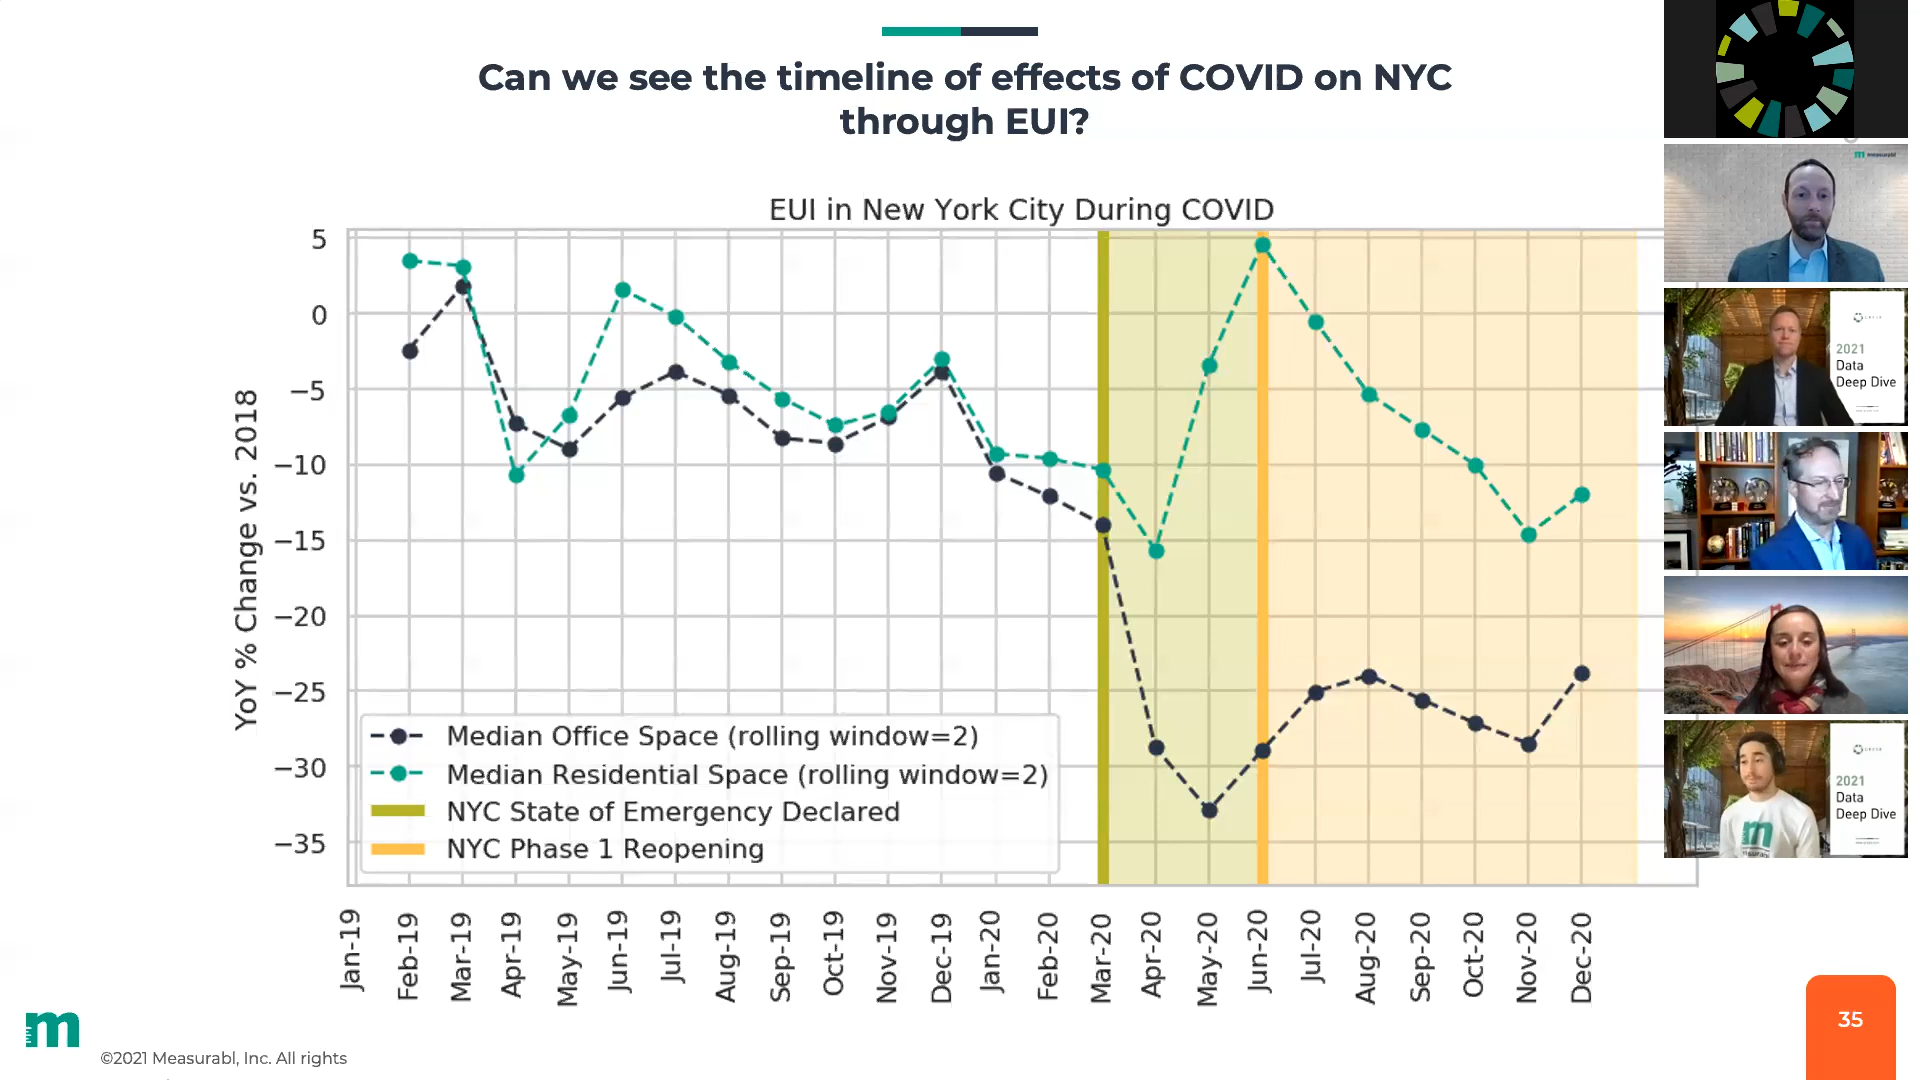 Can we see the timeline of effects of COVID on NYC
through EUI?
EUI in New York City During COVID
YoY % Change vs. 2018
5
0
−5
−10
−15
−20
−25
−30
−35
Median Office Space (rolling window=2)
Median Residential Space (rolling window=2)
NYC State of Emergency Declared
NYC Phase 1 Reopening
Jan-19
Feb-19
Mar-19
Apr-19
May-19
Jun-19
Jul-19
Aug-19
Sep-19
Oct-19
Nov-19
Dec-19
Jan-20
Feb-20
Mar-20
Apr-20
May-20
Jun-20
Jul-20
Aug-20
Sep-20
Oct-20
Nov-20
Dec-20
measurabl
2021
Data
Deep Dive
2021
Data
Deep Dive
m
©2021 Measurabl, Inc. All rights
35